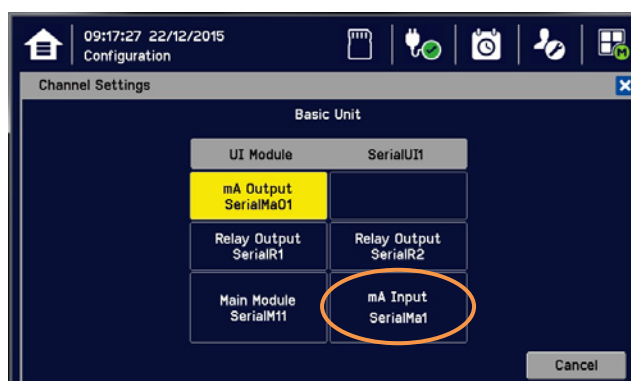 09:17:27 22/12/2015
Configuration
Channel Settings
Basic Unit
UI Module SerialUI1
mA Output
SerialMaO1
Relay Output Relay Output
SerialR1 SerialR2
Main Module mA Input
SerialM11 SerialMa1
Cancel